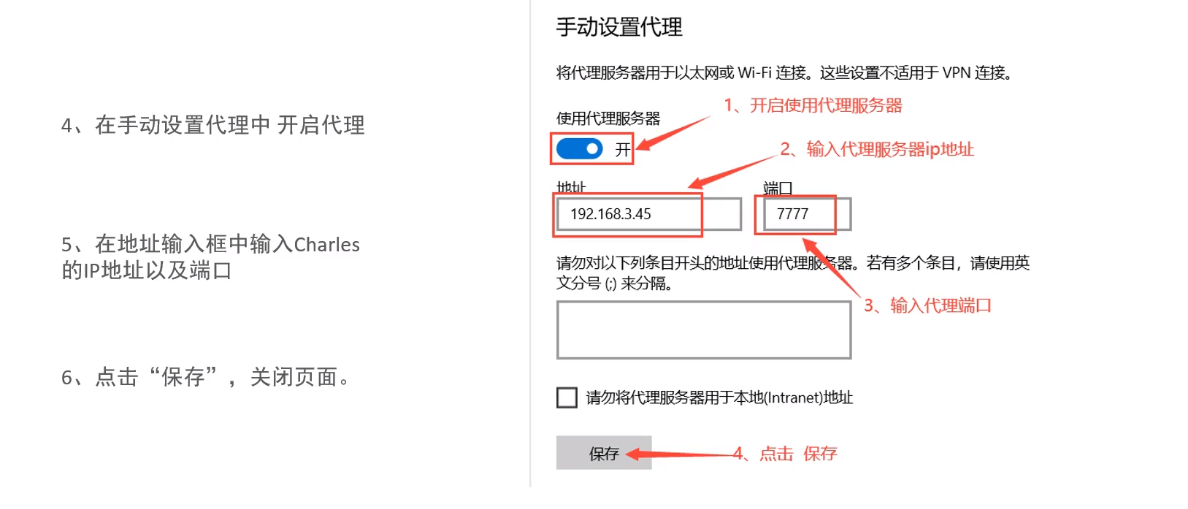 4、在手动设置代理中 开启代理
5、在地址输入框中输入Charles
的IP地址以及端口
6、点击“保存”，关闭页面。
手动设置代理
将代理服务器用于以太网或 Wi-Fi 连接。这些设置不适用于 VPN 连接。
1、开启使用代理服务器
使用代理服务器
开
2、输入代理服务器ip地址
地址
端口
192.168.3.45
7777
请勿对以下列条目开头的地址使用代理服务器。若有多个条目，请使用英
文分号 (;) 来分隔。
3、输入代理端口
请勿将代理服务器用于本地(Intranet)地址
保存
4、点击 保存